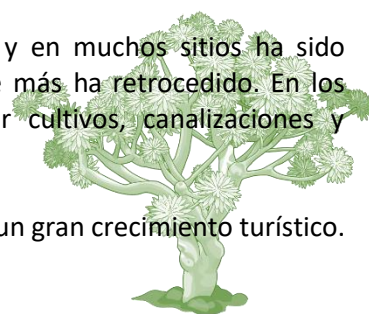 y en muchos sitios ha sido
más ha retrocedido. En los
cultivos, canalizaciones y
un gran crecimiento turístico.